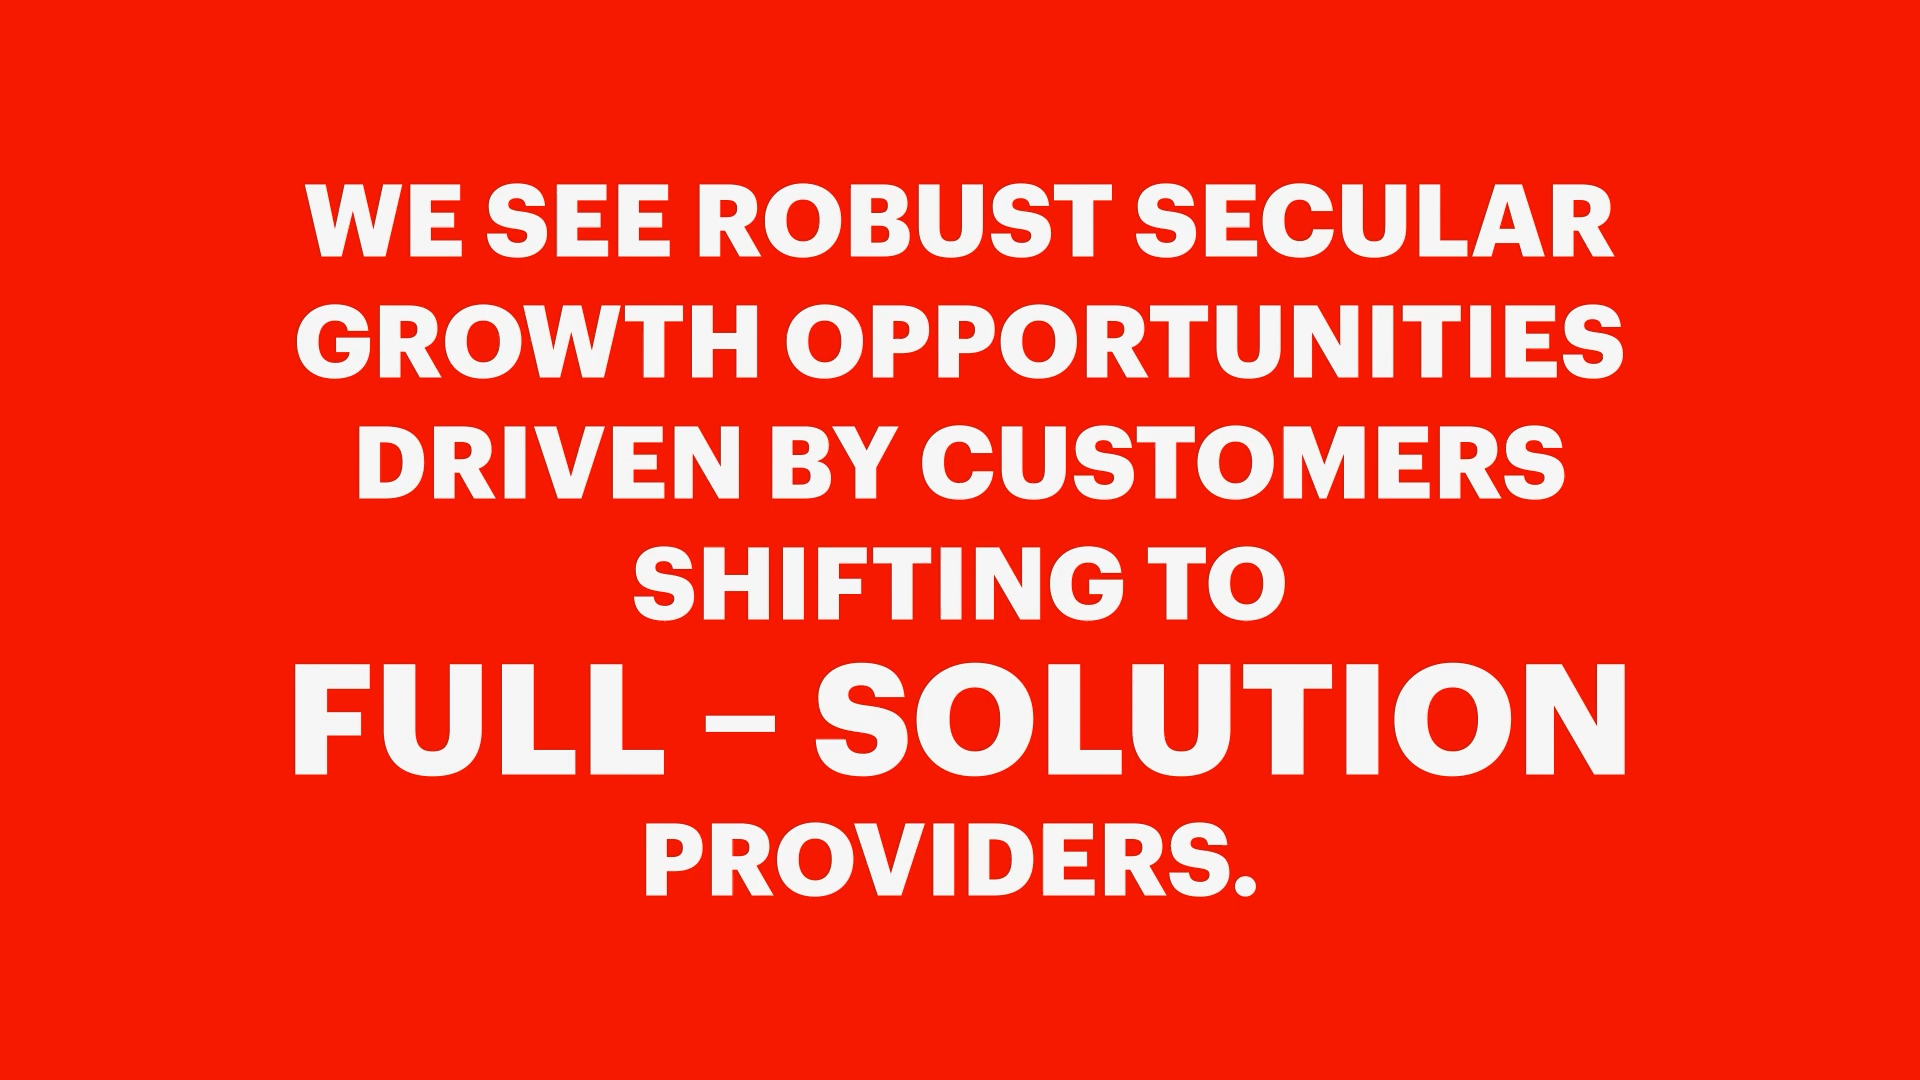 WE SEE ROBUST SECULAR
GROWTH OPPORTUNITIES
DRIVEN BY CUSTOMERS
SHIFTING TO
FULL – SOLUTION
PROVIDERS.